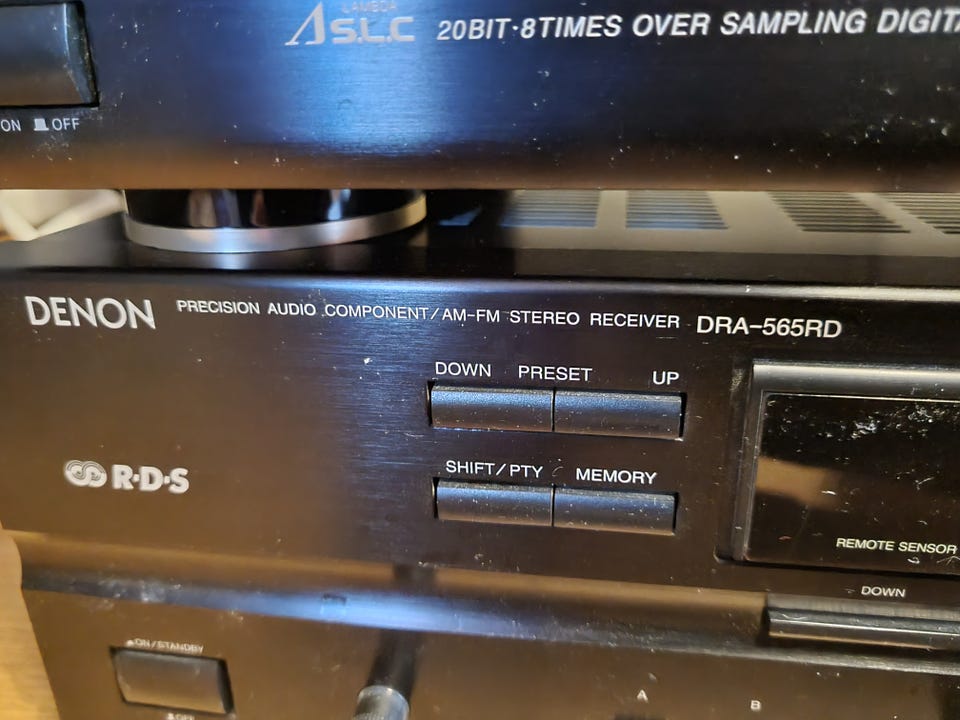 LAMBDA
S.L.C 20BIT·8TIMES OVER SAMPLING DIGITA
ON OFF
DENON PRECISION AUDIO COMPONENT/AM-FM STEREO RECEIVER DRA-565RD
DOWN PRESET UP
SHIFT/PTY MEMORY
R·D·S
REMOTE SENSOR
DOWN
ON/STANDBY
OFF
A B